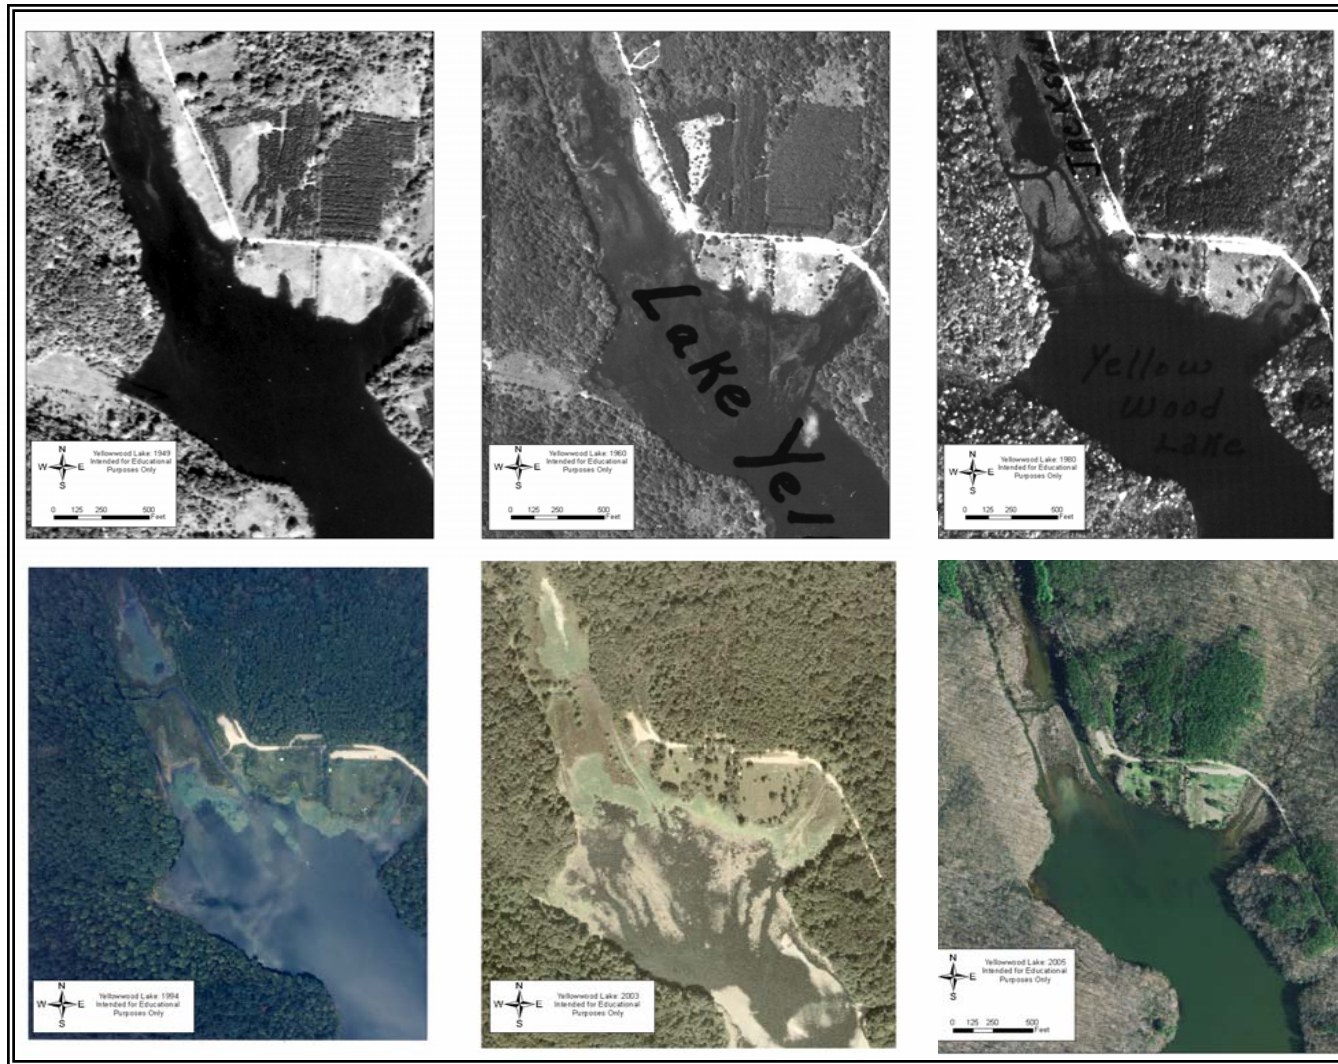 N
W E
S
Yellowwood Lake: 1949
Intended for Educational
Purposes Only
0 125 250 500
Feet
Lake Yel
N
W E
S
Yellowwood Lake: 1960
Intended for Educational
Purposes Only
0 125 250 500
Feet
JACKSON
Yellow
Wood
Lake
N
W E
S
Yellowwood Lake: 1980
Intended for Educational
Purposes Only
0 125 250 500
Feet
N
W E
S
Yellowwood Lake: 1994
Intended for Educational
Purposes Only
N
W E
S
Yellowwood Lake: 2003
Intended for Educational
Purposes Only
N
W E
S
Yellowwood Lake: 2005
Intended for Educational
Purposes Only
0 125 250 500
Feet